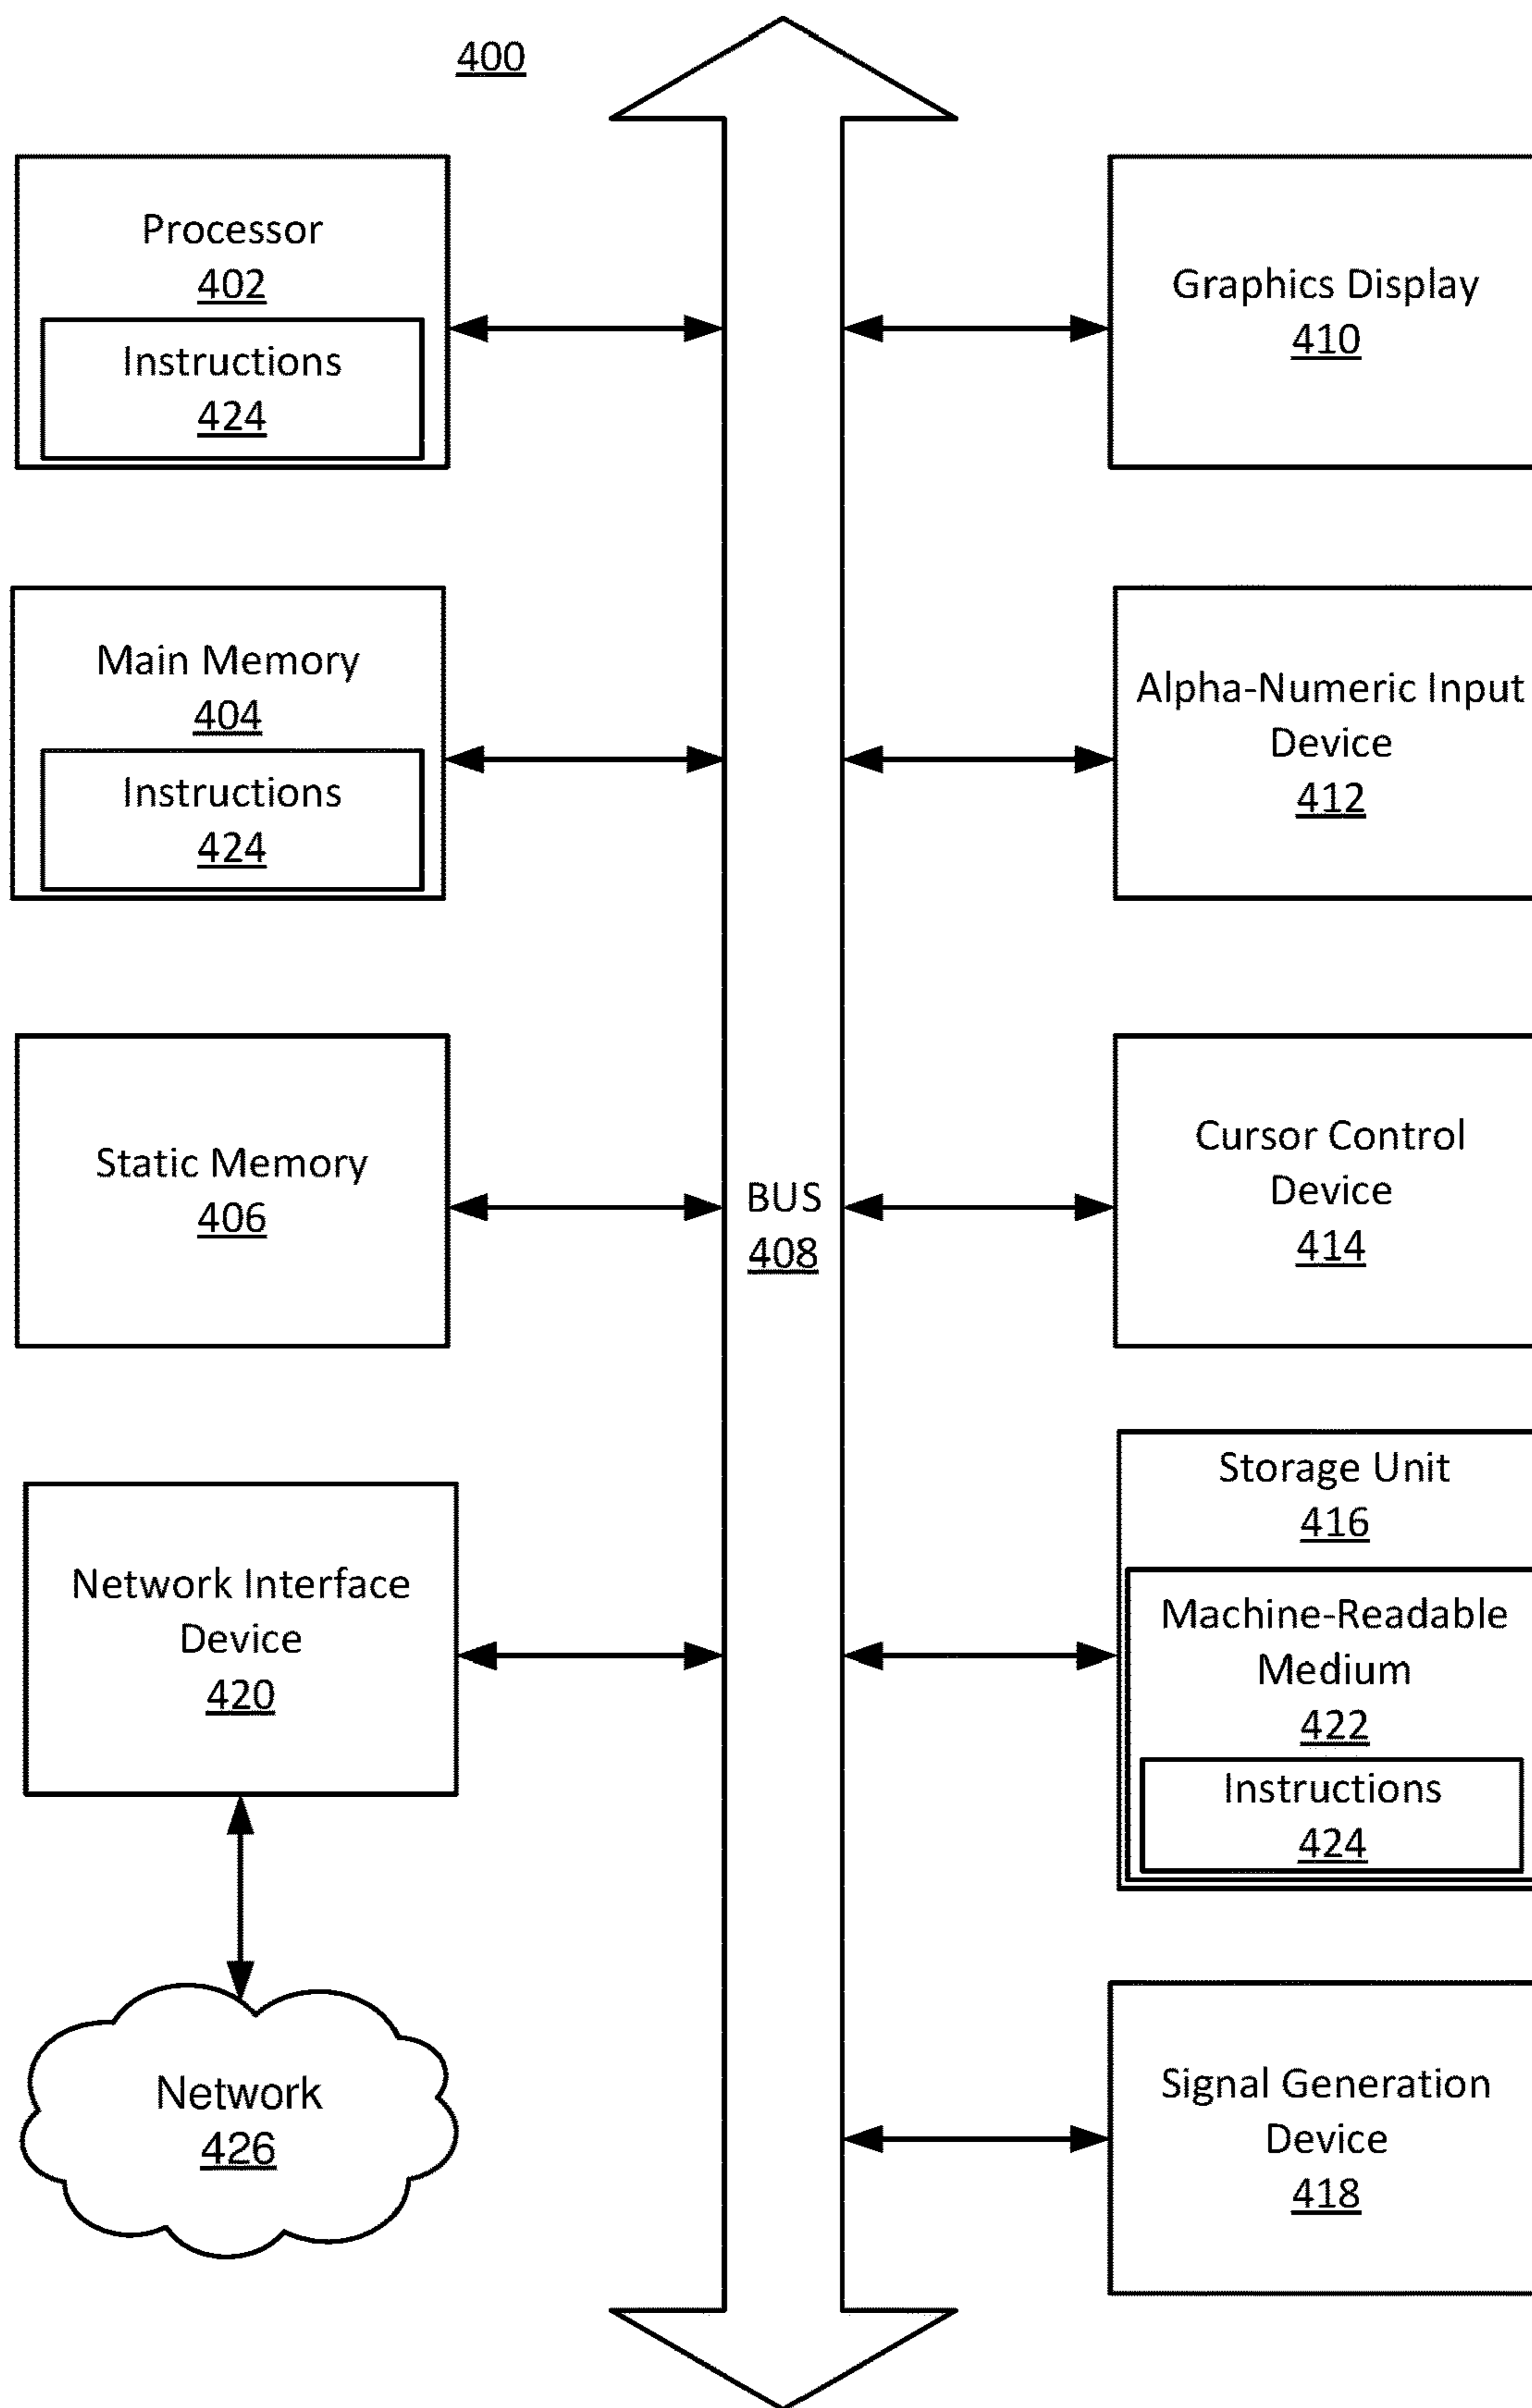 400
Processor
402
Instructions
424
Main Memory
404
Instructions
424
Static Memory
406
Network Interface
Device
420
Network
426
BUS
408
Graphics Display
410
Alpha-Numeric Input
Device
412
Cursor Control
Device
414
Storage Unit
416
Machine-Readable
Medium
422
Instructions
424
Signal Generation
Device
418